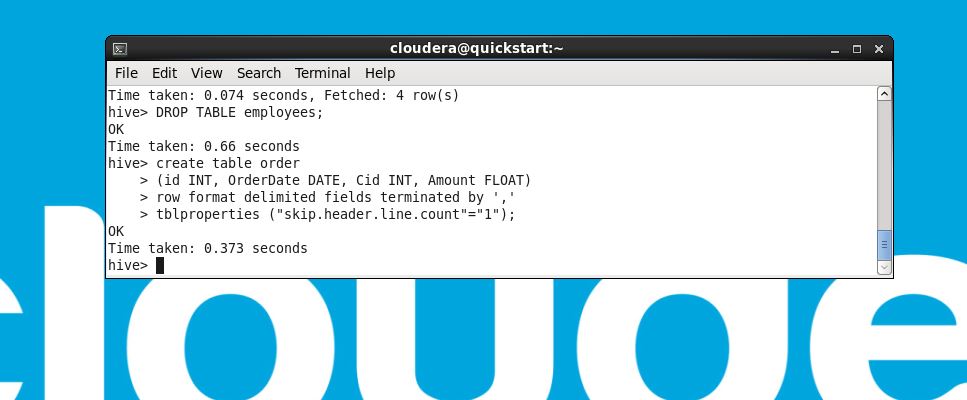 cloudera@quickstart:~
File Edit View Search Terminal Help
Time taken: 0.074 seconds, Fetched: 4 row(s)
hive> DROP TABLE employees;
OK
Time taken: 0.66 seconds
hive> create table order
    > (id INT, OrderDate DATE, Cid INT, Amount FLOAT)
    > row format delimited fields terminated by ','
    > tblproperties ("skip.header.line.count"="1");
OK
Time taken: 0.373 seconds
hive>
cloude